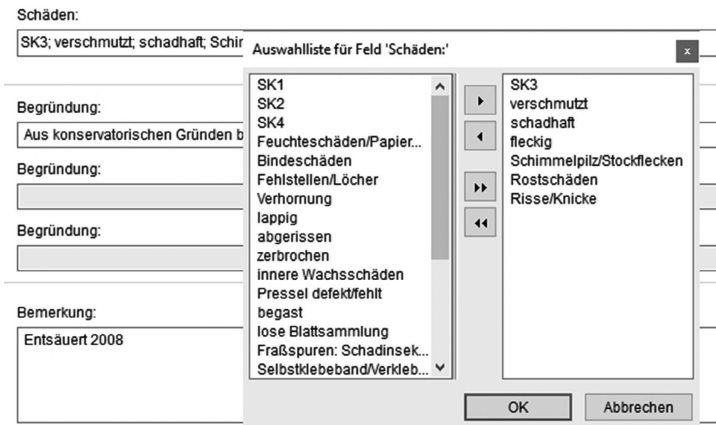 Schäden:
SK3; verschmutzt; schadhaft; Schir
Begründung:
Aus konservatorischen Gründen b
Begründung:
Begründung:
Bemerkung:
Entsäuert 2008
Auswahlliste für Feld 'Schäden:'
x
SK1
SK2
SK4
Feuchteschäden/Papier...
Bindeschäden
Fehlstellen/Löcher
Verhornung
lappig
abgerissen
zerbrochen
innere Wachsschäden
Pressel defekt/fehlt
begast
lose Blattsammlung
Fraßspuren: Schadinsek...
Selbstklebeband/Verkleb...
SK3
verschmutzt
schadhaft
fleckig
Schimmelpilz/Stockflecken
Rostschäden
Risse/Knicke
OK
Abbrechen